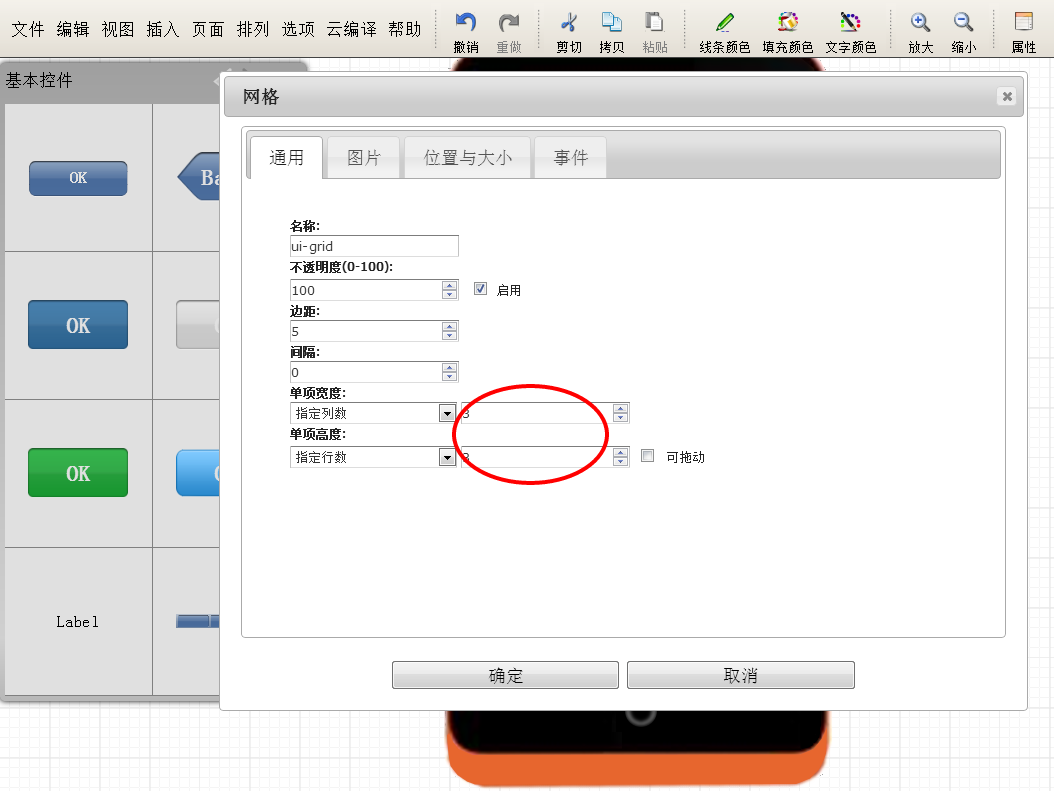 文件 编辑 视图 插入 页面 排列 选项 云编译 帮助
撤销 重做 剪切 拷贝 粘贴 线条颜色 填充颜色 文字颜色 放大 缩小 属性
基本控件
OK
OK
OK
Label
网格
通用 图片 位置与大小 事件
名称:
ui-grid
不透明度(0-100):
100 启用
边距:
5
间隔:
0
单项宽度:
指定列数 3
单项高度:
指定行数 3 可拖动
确定 取消